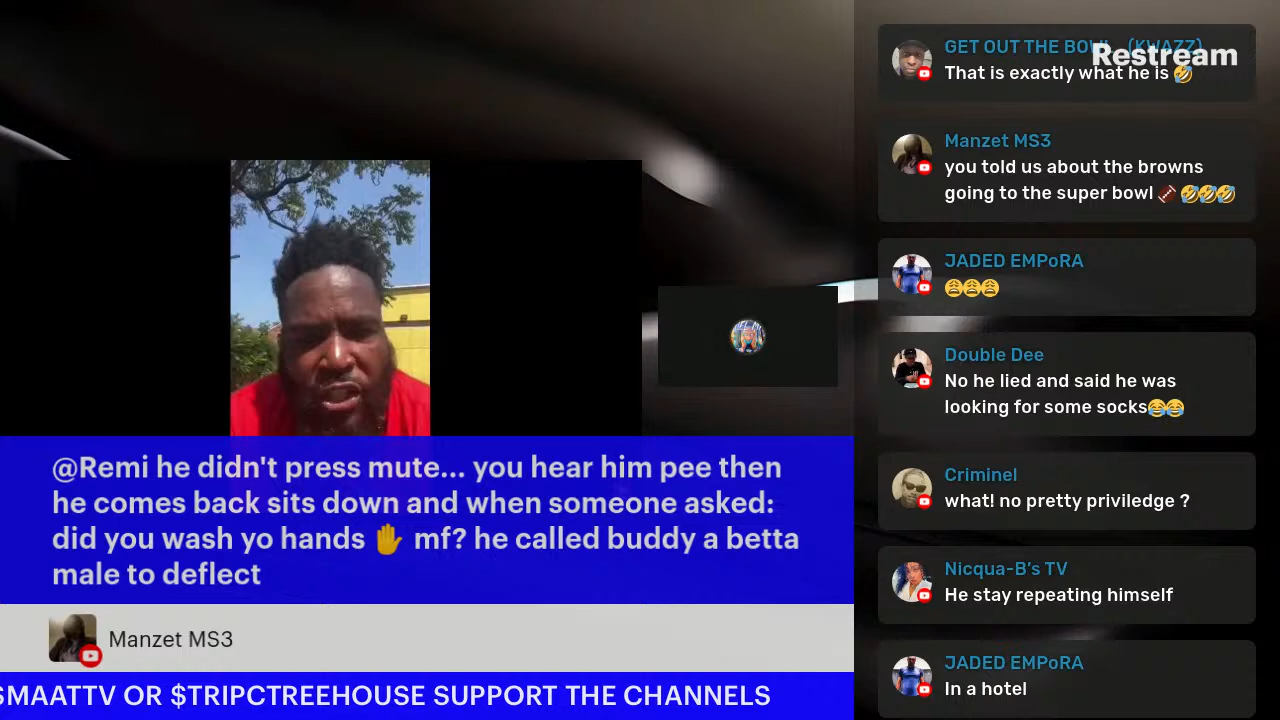 @Remi he didn't press mute... you hear him pee then
he comes back sits down and when someone asked:
did you wash yo hands 🤚 mf? he called buddy a betta
male to deflect
Manzet MS3
$MAATTV OR $TRIPCTREEHOUSE SUPPORT THE CHANNELS
Restream
GET OUT THE BOWL (KWAZZ)
That is exactly what he is 🤣
Manzet MS3
you told us about the browns
going to the super bowl 🏈 🤣🤣🤣
JADED EMPoRA
😩😩😩
Double Dee
No he lied and said he was
looking for some socks😂😂
Criminel
what! no pretty priviledge ?
Nicqua-B's TV
He stay repeating himself
JADED EMPoRA
In a hotel